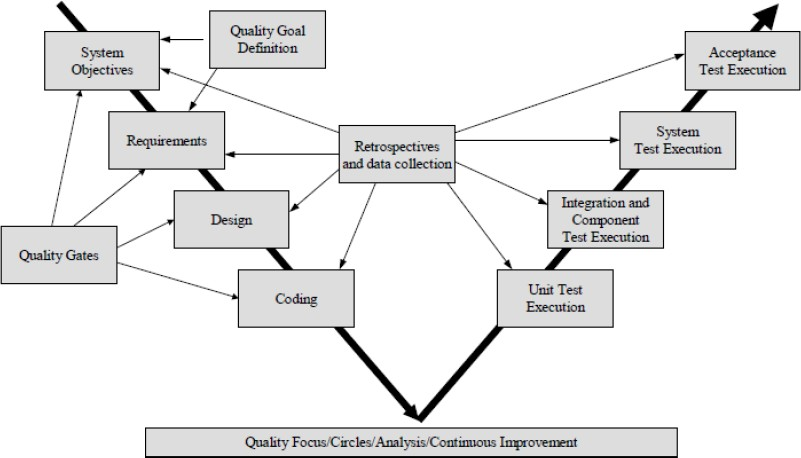 Quality Goal
Definition
System
Objectives
Acceptance
Test Execution
Requirements
Retrospectives
and data collection
System
Test Execution
Design
Integration and
Component
Test Execution
Quality Gates
Coding
Unit Test
Execution
Quality Focus/Circles/Analysis/Continuous Improvement